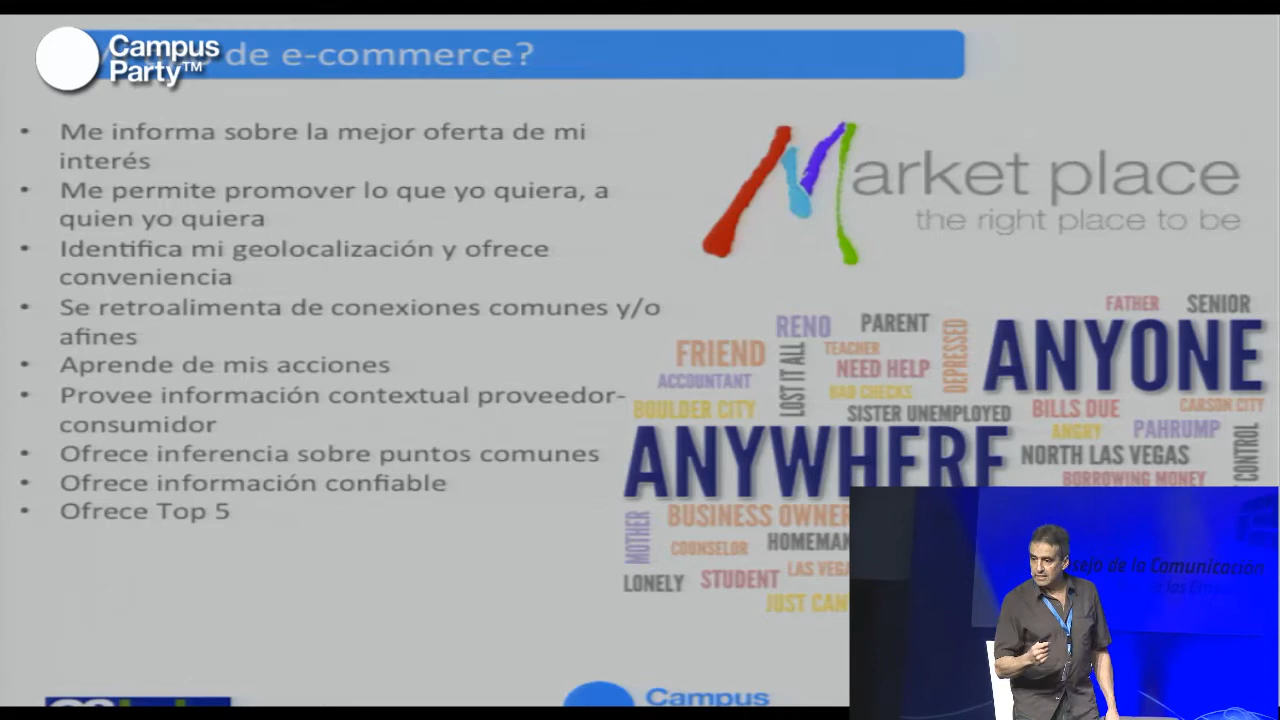 Campus
Party™
de e-commerce?
• Me informa sobre la mejor oferta de mi
interés
• Me permite promover lo que yo quiera, a
quien yo quiera
• Identifica mi geolocalización y ofrece
conveniencia
• Se retroalimenta de conexiones comunes y/o
afines
• Aprende de mis acciones
• Provee información contextual proveedor-
consumidor
• Ofrece inferencia sobre puntos comunes
• Ofrece información confiable
• Ofrece Top 5
Market place
the right place to be
FATHER SENIOR
RENO PARENT
DEPRESSED
ANYONE
FRIEND
LOST IT ALL
TEACHER
NEED HELP
ACCOUNTANT
BAD CHECKS
BOULDER CITY
SISTER UNEMPLOYED
BILLS DUE
CARSON CITY
ANGRY
PAHRUMP
CONTROL
ANYWHERE
NORTH LAS VEGAS
BORROWING MONEY
MOTHER
BUSINESS OWNER
COUNSELOR
LONELY
STUDENT
JUST
Comunicación
de la
Campus